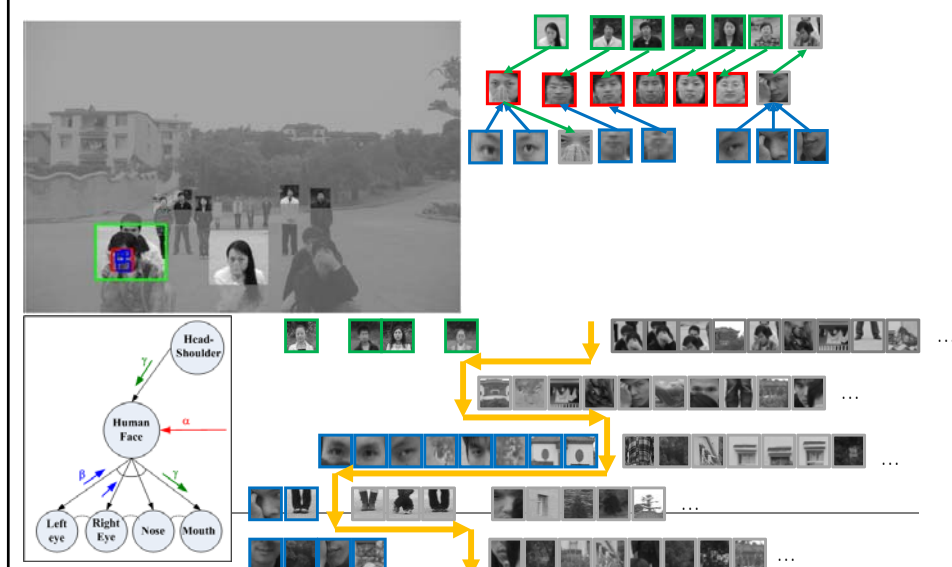 Head-
Shoulder
γ
Human
Face
α
β
γ
Left
eye
Right
Eye
Nose
Mouth
...
...
...
...
...